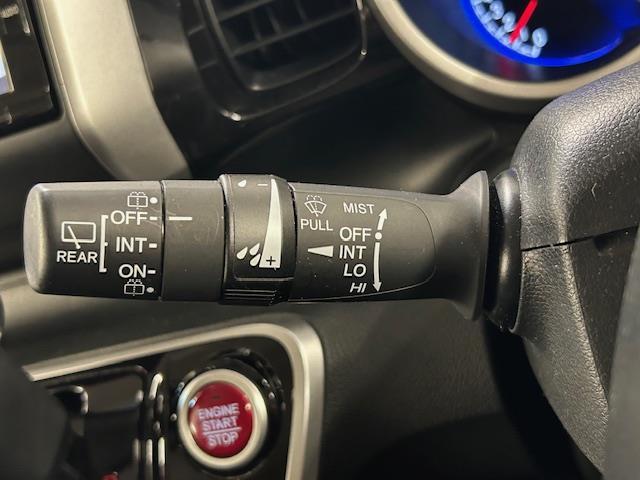 REAR
OFF
INT
ON
- 
+
PULL
MIST
OFF
INT
LO
HI
ENGINE
START
STOP